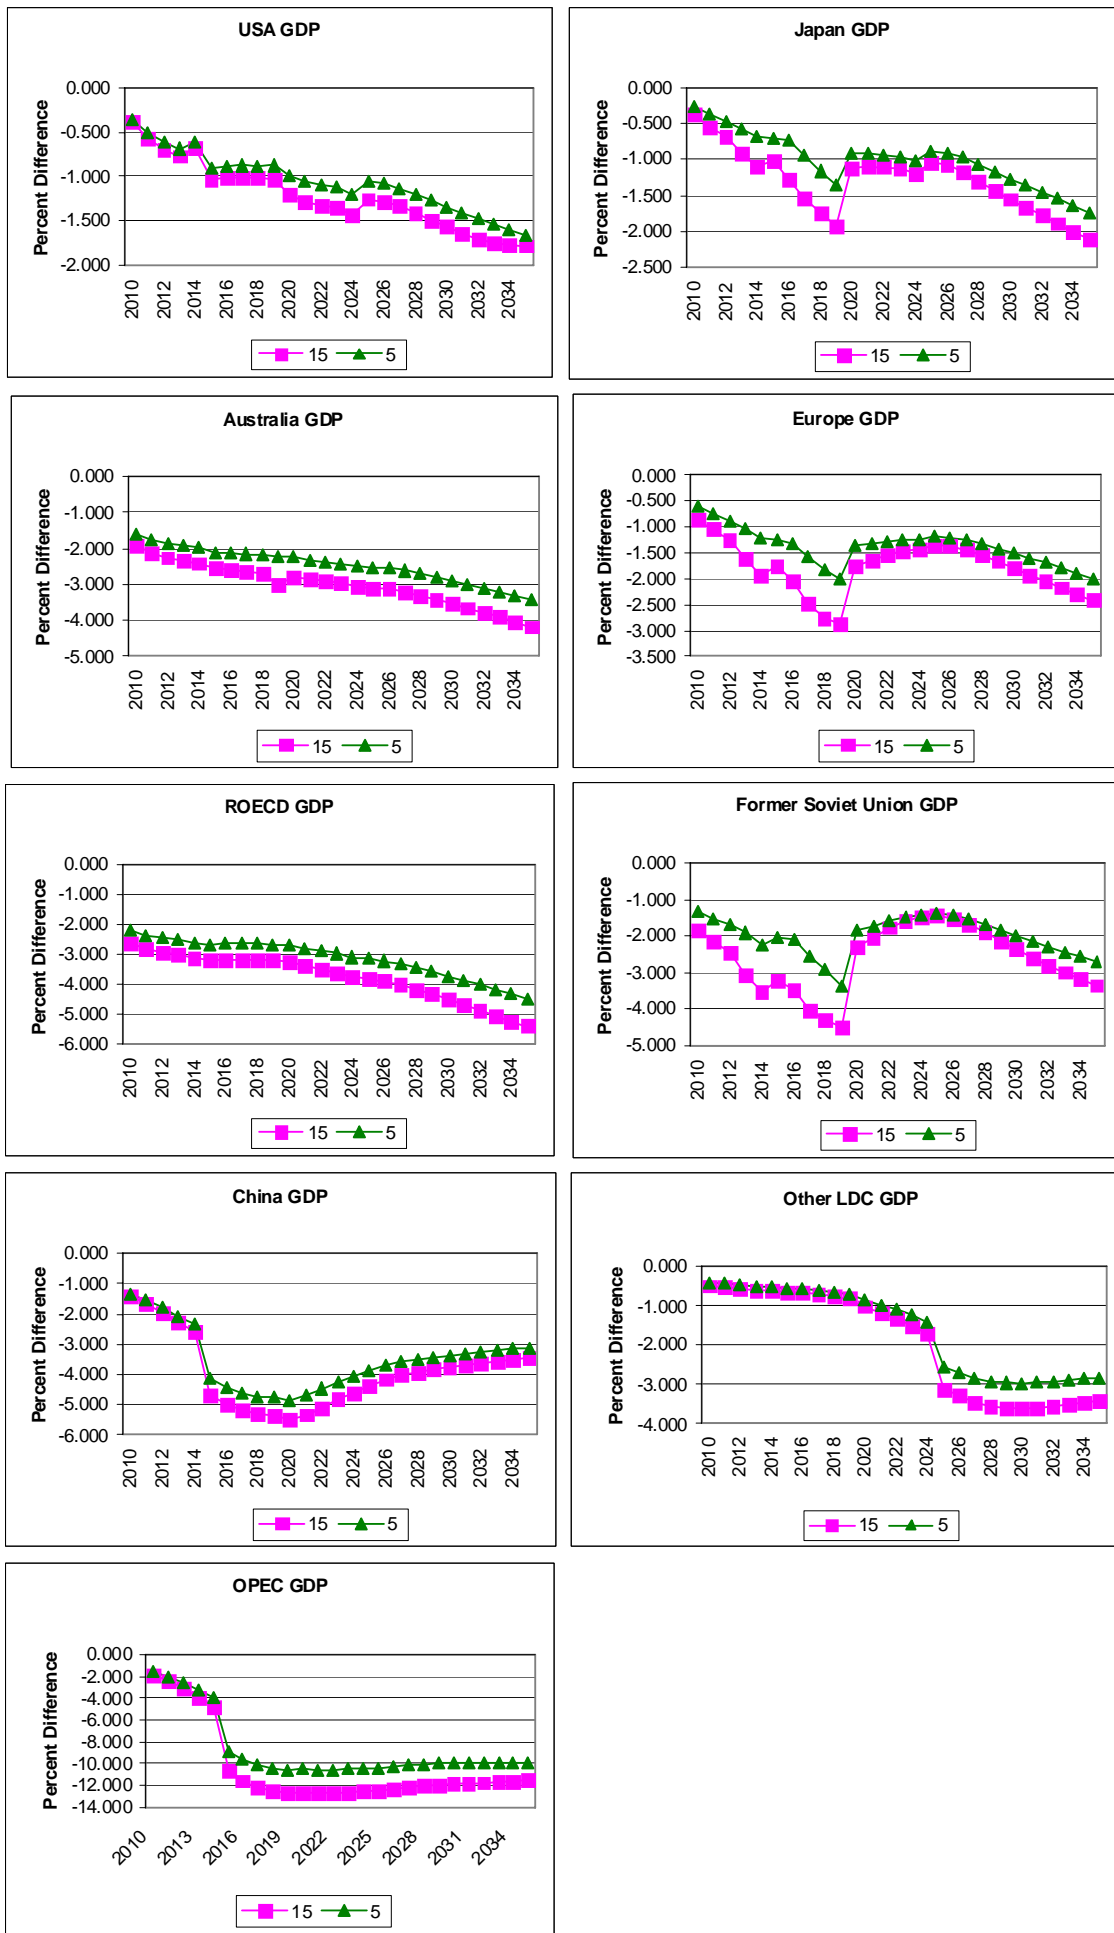 USA GDP
Percent Difference
0.000
-0.500
-1.000
-1.500
-2.000
2010 2012 2014 2016 2018 2020 2022 2024 2026 2028 2030 2032 2034
15 5
Japan GDP
Percent Difference
0.000
-0.500
-1.000
-1.500
-2.000
-2.500
2010 2012 2014 2016 2018 2020 2022 2024 2026 2028 2030 2032 2034
15 5
Australia GDP
Percent Difference
0.000
-1.000
-2.000
-3.000
-4.000
-5.000
2010 2012 2014 2016 2018 2020 2022 2024 2026 2028 2030 2032 2034
15 5
Europe GDP
Percent Difference
0.000
-0.500
-1.000
-1.500
-2.000
-2.500
-3.000
-3.500
2010 2012 2014 2016 2018 2020 2022 2024 2026 2028 2030 2032 2034
15 5
ROECD GDP
Percent Difference
0.000
-1.000
-2.000
-3.000
-4.000
-5.000
-6.000
2010 2012 2014 2016 2018 2020 2022 2024 2026 2028 2030 2032 2034
15 5
Former Soviet Union GDP
Percent Difference
0.000
-1.000
-2.000
-3.000
-4.000
-5.000
2010 2012 2014 2016 2018 2020 2022 2024 2026 2028 2030 2032 2034
15 5
China GDP
Percent Difference
0.000
-1.000
-2.000
-3.000
-4.000
-5.000
-6.000
2010 2012 2014 2016 2018 2020 2022 2024 2026 2028 2030 2032 2034
15 5
Other LDC GDP
Percent Difference
0.000
-1.000
-2.000
-3.000
-4.000
2010 2012 2014 2016 2018 2020 2022 2024 2026 2028 2030 2032 2034
15 5
OPEC GDP
Percent Difference
0.000
-2.000
-4.000
-6.000
-8.000
-10.000
-12.000
-14.000
2010 2013 2016 2019 2022 2025 2028 2031 2034
15 5